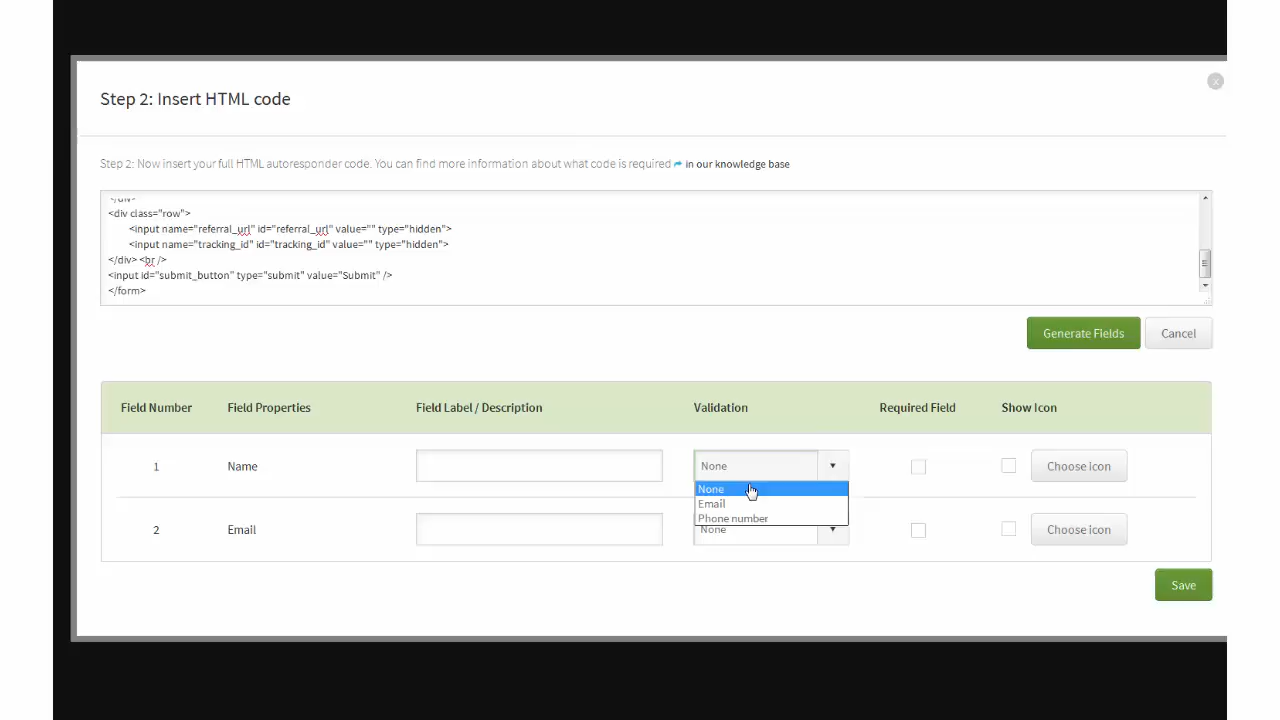 Step 2: Insert HTML code
x
Step 2: Now insert your full HTML autoresponder code. You can find more information about what code is required in our knowledge base
</div>
<div class="row">
<input name="referral_url" id="referral_url" value="" type="hidden">
<input name="tracking_id" id="tracking_id" value="" type="hidden">
</div> <br />
<input id="submit_button" type="submit" value="Submit" />
</form>
Generate Fields Cancel
Field Number Field Properties Field Label / Description Validation Required Field Show Icon
1 Name None Choose icon
None
Email
Phone number
2 Email None Choose icon
Save